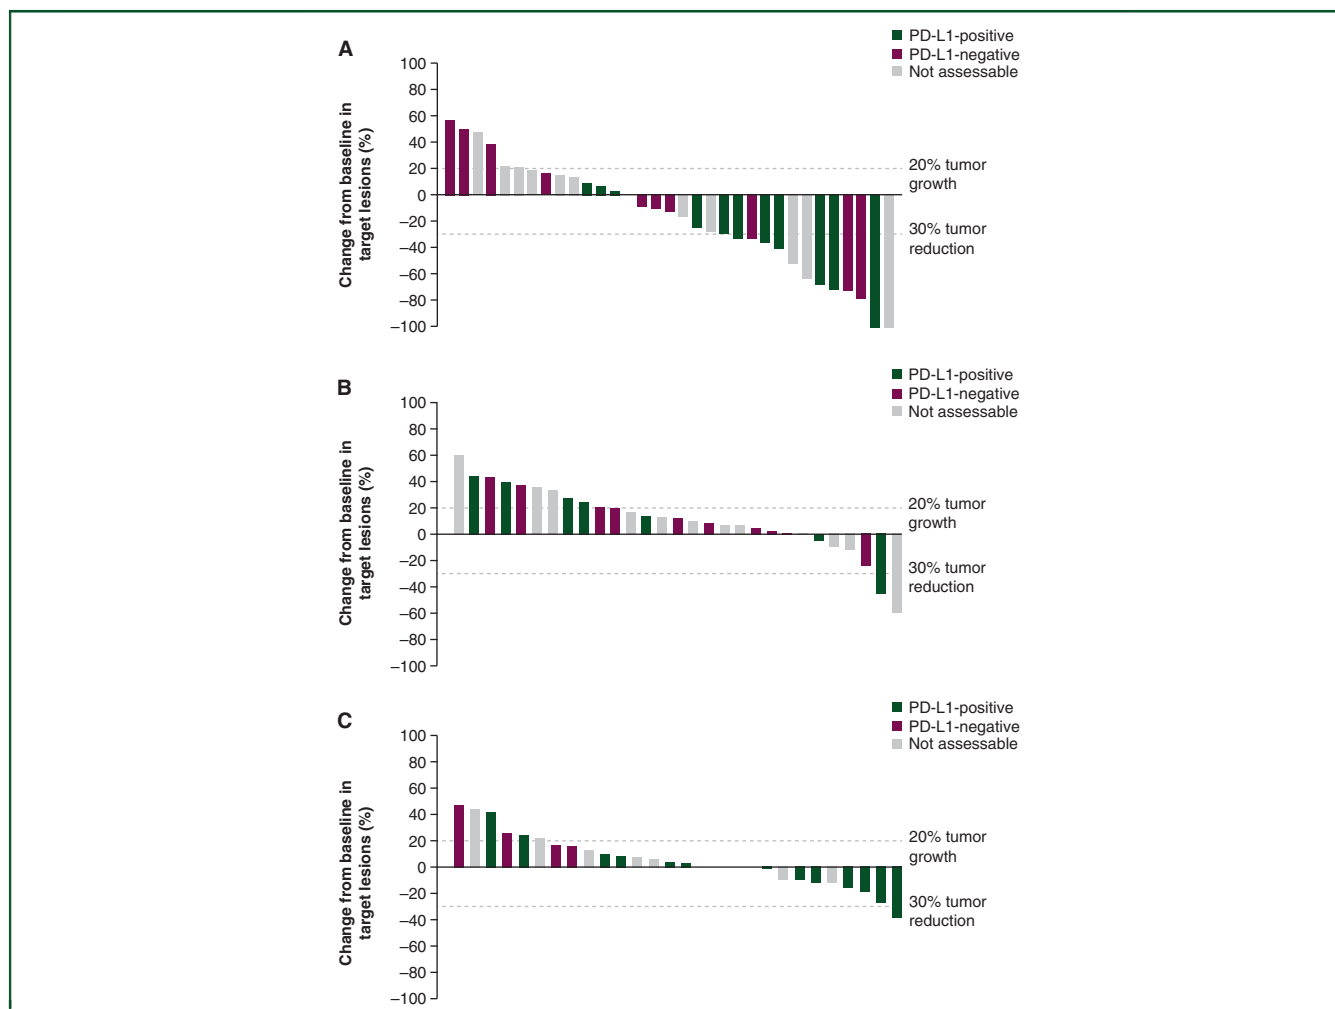 A
PD-L1-positive
PD-L1-negative
Not assessable
Change from baseline in
target lesions (%)
100
80
60
40
20
0
–20
–40
–60
–80
–100
20% tumor
growth
30% tumor
reduction
B
PD-L1-positive
PD-L1-negative
Not assessable
Change from baseline in
target lesions (%)
100
80
60
40
20
0
–20
–40
–60
–80
–100
20% tumor
growth
30% tumor
reduction
C
PD-L1-positive
PD-L1-negative
Not assessable
Change from baseline in
target lesions (%)
100
80
60
40
20
0
–20
–40
–60
–80
–100
20% tumor
growth
30% tumor
reduction